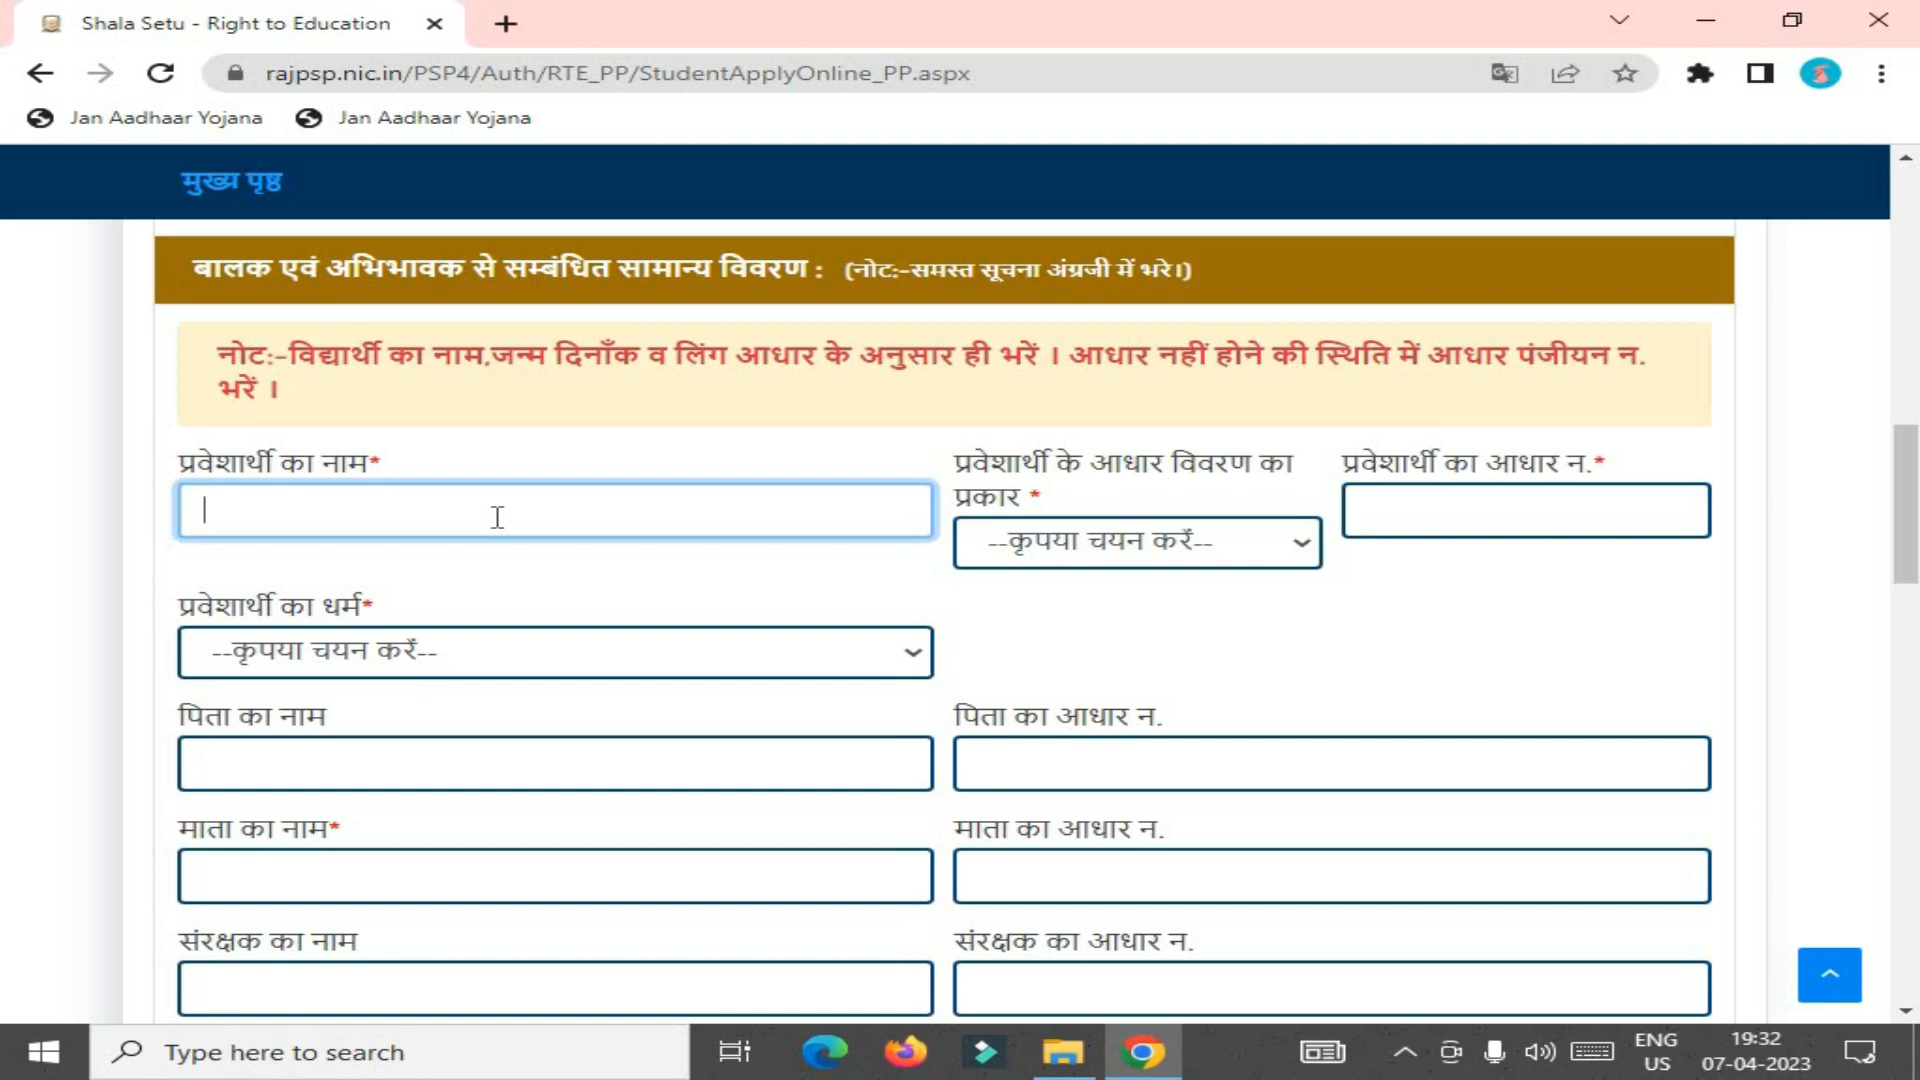 Shala Setu - Right to Education
rajpsp.nic.in/PSP4/Auth/RTE_PP/StudentApplyOnline_PP.aspx
Jan Aadhaar Yojana Jan Aadhaar Yojana
मुख्य पृष्ठ
बालक एवं अभिभावक से सम्बंधित सामान्य विवरण : (नोट:-समस्त सूचना अंग्रजी में भरे।)
नोट:-विद्यार्थी का नाम,जन्म दिनाँक व लिंग आधार के अनुसार ही भरें । आधार नहीं होने की स्थिति में आधार पंजीयन न.
भरें ।
प्रवेशार्थी का नाम*
प्रवेशार्थी के आधार विवरण का
प्रकार *
प्रवेशार्थी का आधार न.*
--कृपया चयन करें--
प्रवेशार्थी का धर्म*
--कृपया चयन करें--
पिता का नाम
पिता का आधार न.
माता का नाम*
माता का आधार न.
संरक्षक का नाम
संरक्षक का आधार न.
Type here to search
ENG
US
19:32
07-04-2023